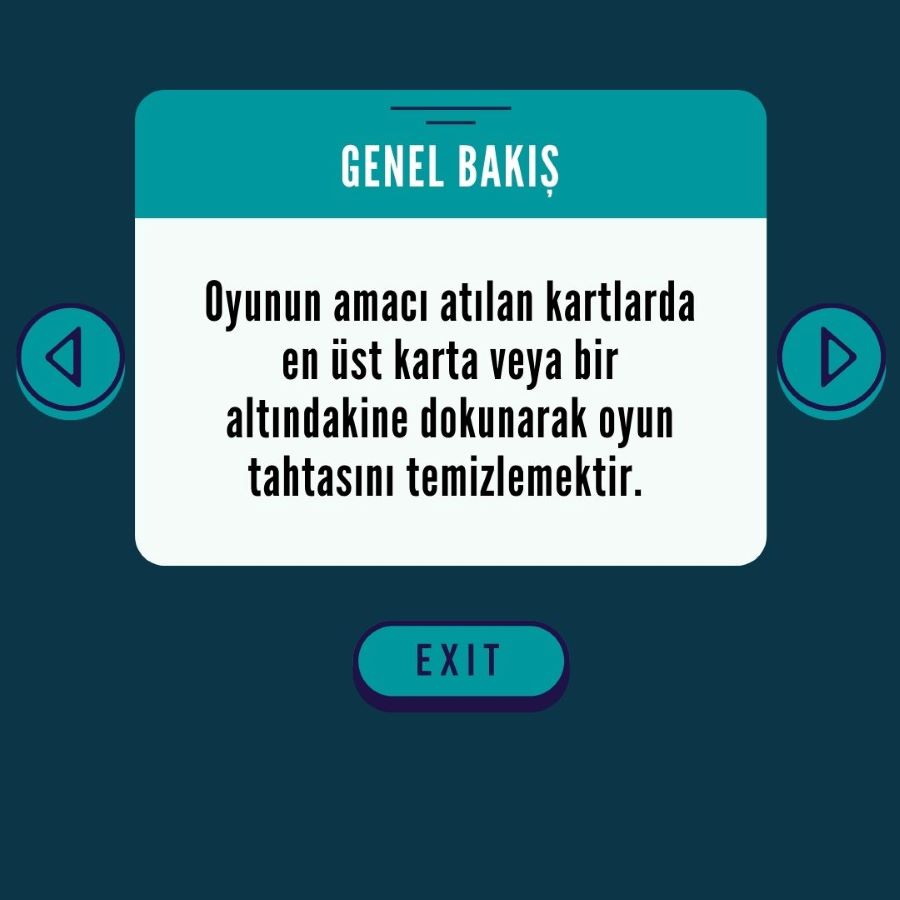 GENEL BAKIŞ
Oyunun amacı atılan kartlarda
en üst karta veya bir
altındakine dokunarak oyun
tahtasını temizlemektir.
EXIT